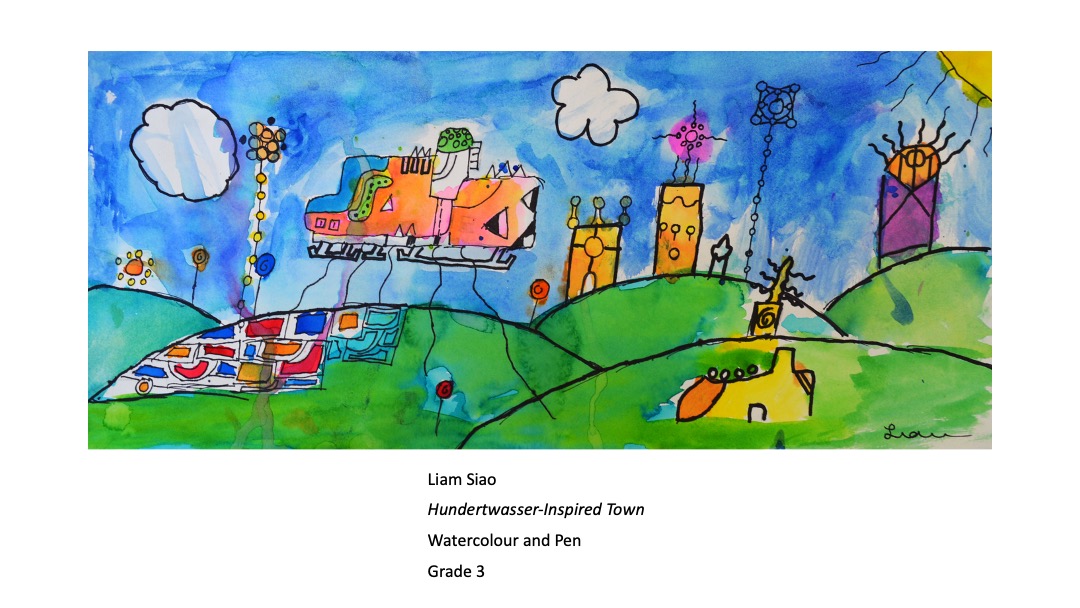 Liam
Liam Siao
Hundertwasser-Inspired Town
Watercolour and Pen
Grade 3